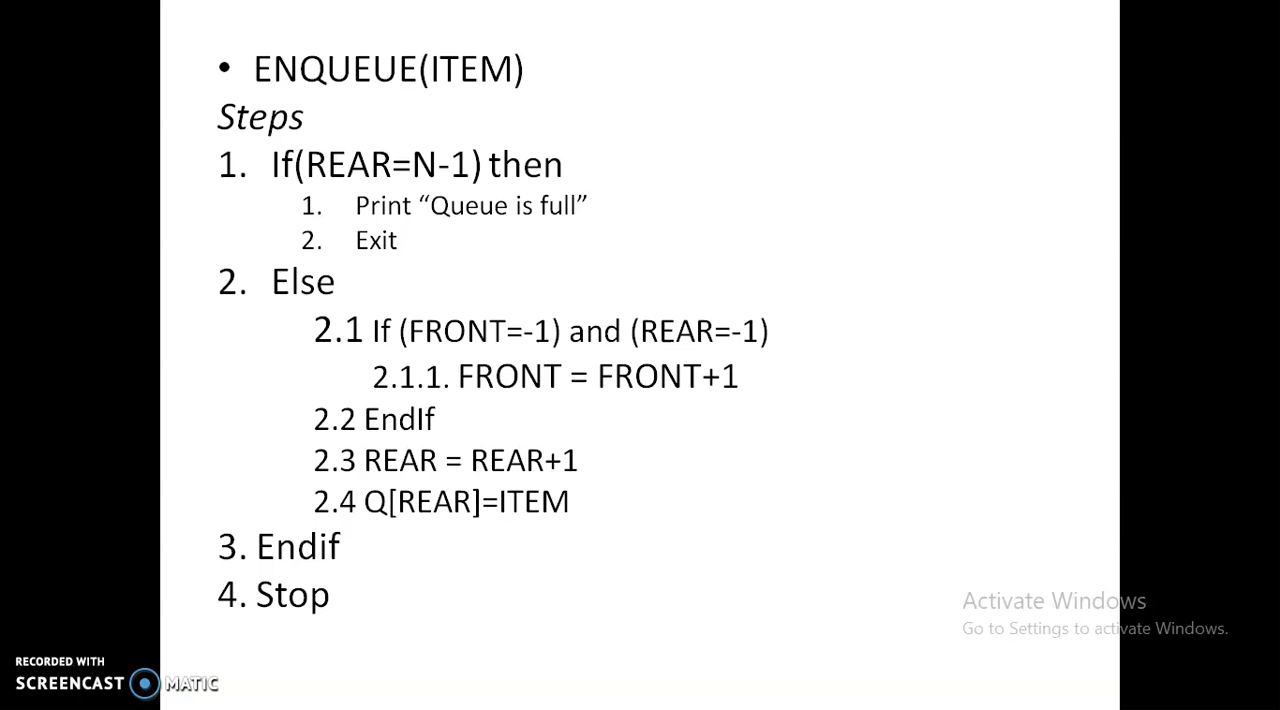 • ENQUEUE(ITEM)
Steps
1. If(REAR=N-1) then
1. Print “Queue is full”
2. Exit
2. Else
2.1 If (FRONT=-1) and (REAR=-1)
2.1.1. FRONT = FRONT+1
2.2 EndIf
2.3 REAR = REAR+1
2.4 Q[REAR]=ITEM
3. Endif
4. Stop
Activate Windows
Go to Settings to activate Windows.
RECORDED WITH
SCREENCAST MATIC